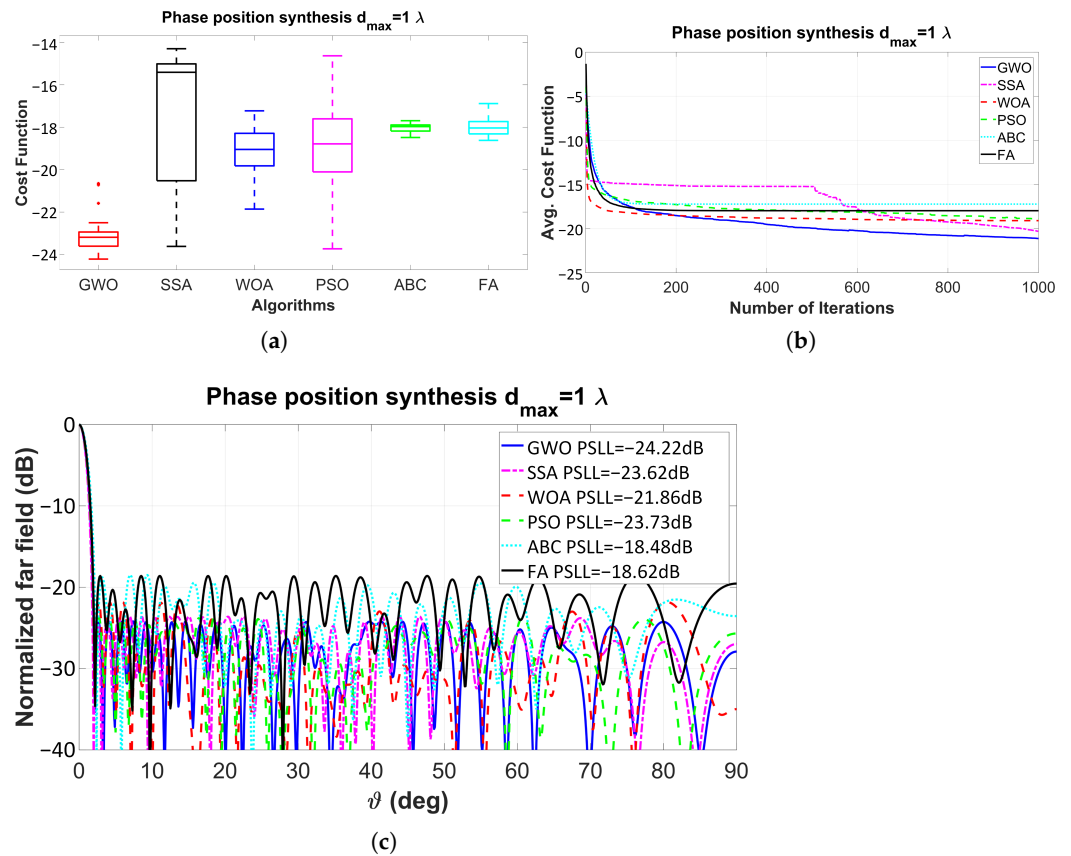 Phase position synthesis dmax=1 λ
Cost Function
−14
−16
−18
−20
−22
−24
GWO SSA WOA PSO ABC FA
Algorithms
(a)
Phase position synthesis dmax=1 λ
Avg. Cost Function
0
−5
−10
−15
−20
−25
0 200 400 600 800 1000
Number of Iterations
GWO
SSA
WOA
PSO
ABC
FA
(b)
Phase position synthesis dmax=1 λ
Normalized far field (dB)
0
−10
−20
−30
−40
0 10 20 30 40 50 60 70 80 90
ϑ (deg)
GWO PSLL=−24.22dB
SSA PSLL=−23.62dB
WOA PSLL=−21.86dB
PSO PSLL=−23.73dB
ABC PSLL=−18.48dB
FA PSLL=−18.62dB
(c)